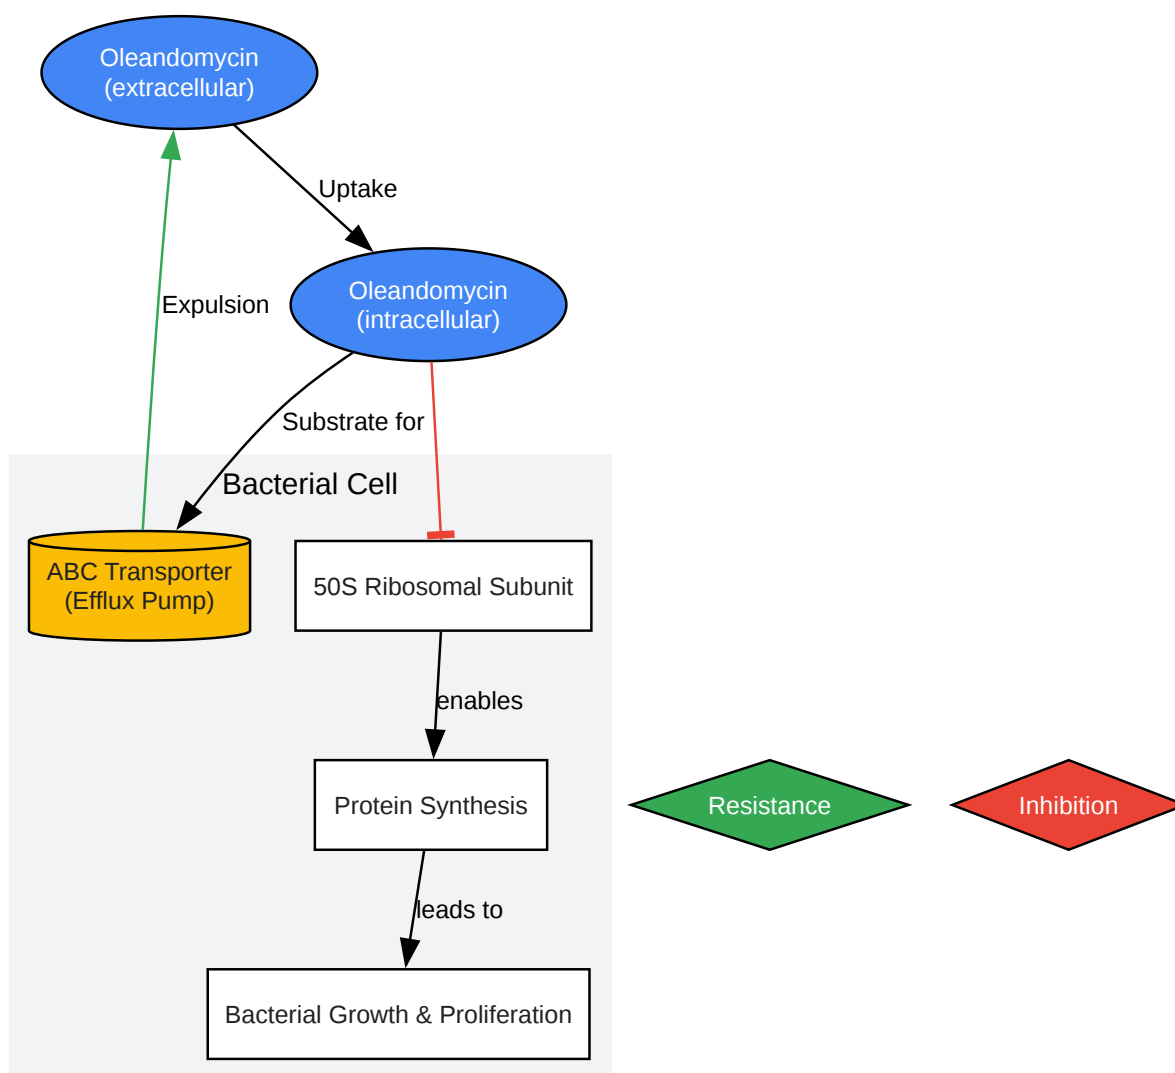 Oleandomycin
(extracellular)
Uptake
Oleandomycin
(intracellular)
Expulsion
Substrate for
Bacterial Cell
ABC Transporter
(Efflux Pump)
50S Ribosomal Subunit
enables
Protein Synthesis
Resistance
Inhibition
leads to
Bacterial Growth & Proliferation